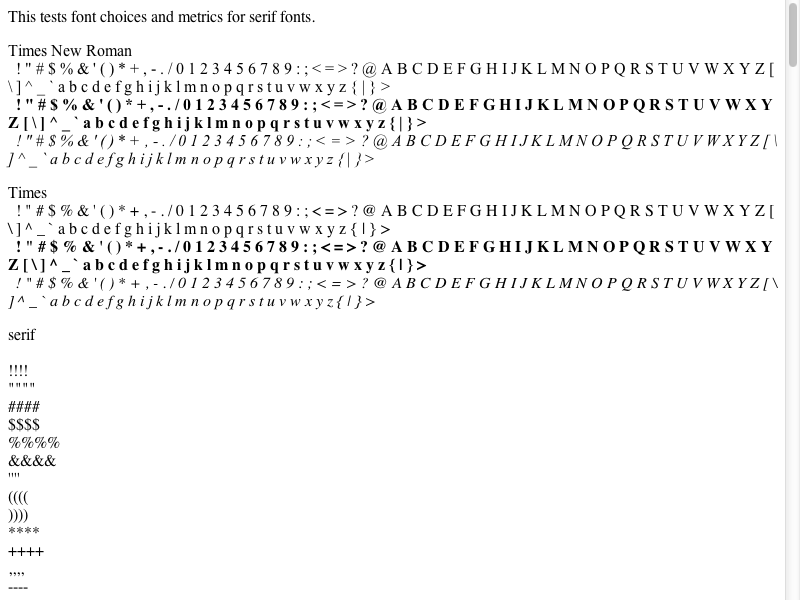 This tests font choices and metrics for serif fonts.
Times New Roman
! " # $ % & ' ( ) * + , - . / 0 1 2 3 4 5 6 7 8 9 : ; < = > ? @ A B C D E F G H I J K L M N O P Q R S T U V W X Y Z [
\ ] ^ _ ` a b c d e f g h i j k l m n o p q r s t u v w x y z { | } >
! " # $ % & ' ( ) * + , - . / 0 1 2 3 4 5 6 7 8 9 : ; < = > ? @ A B C D E F G H I J K L M N O P Q R S T U V W X Y
Z [ \ ] ^ _ ` a b c d e f g h i j k l m n o p q r s t u v w x y z { | } >
! " # $ % & ' ( ) * + , - . / 0 1 2 3 4 5 6 7 8 9 : ; < = > ? @ A B C D E F G H I J K L M N O P Q R S T U V W X Y Z [ \
] ^ _ ` a b c d e f g h i j k l m n o p q r s t u v w x y z { | } >
Times
! " # $ % & ' ( ) * + , - . / 0 1 2 3 4 5 6 7 8 9 : ; < = > ? @ A B C D E F G H I J K L M N O P Q R S T U V W X Y Z [
\ ] ^ _ ` a b c d e f g h i j k l m n o p q r s t u v w x y z { | } >
! " # $ % & ' ( ) * + , - . / 0 1 2 3 4 5 6 7 8 9 : ; < = > ? @ A B C D E F G H I J K L M N O P Q R S T U V W X Y
Z [ \ ] ^ _ ` a b c d e f g h i j k l m n o p q r s t u v w x y z { | } >
! " # $ % & ' ( ) * + , - . / 0 1 2 3 4 5 6 7 8 9 : ; < = > ? @ A B C D E F G H I J K L M N O P Q R S T U V W X Y Z [ \
] ^ _ ` a b c d e f g h i j k l m n o p q r s t u v w x y z { | } >
serif
!!!!
""""
####
$$$$
%%%%
&&&&
''''
((((
))))
****
++++
,,,,
----